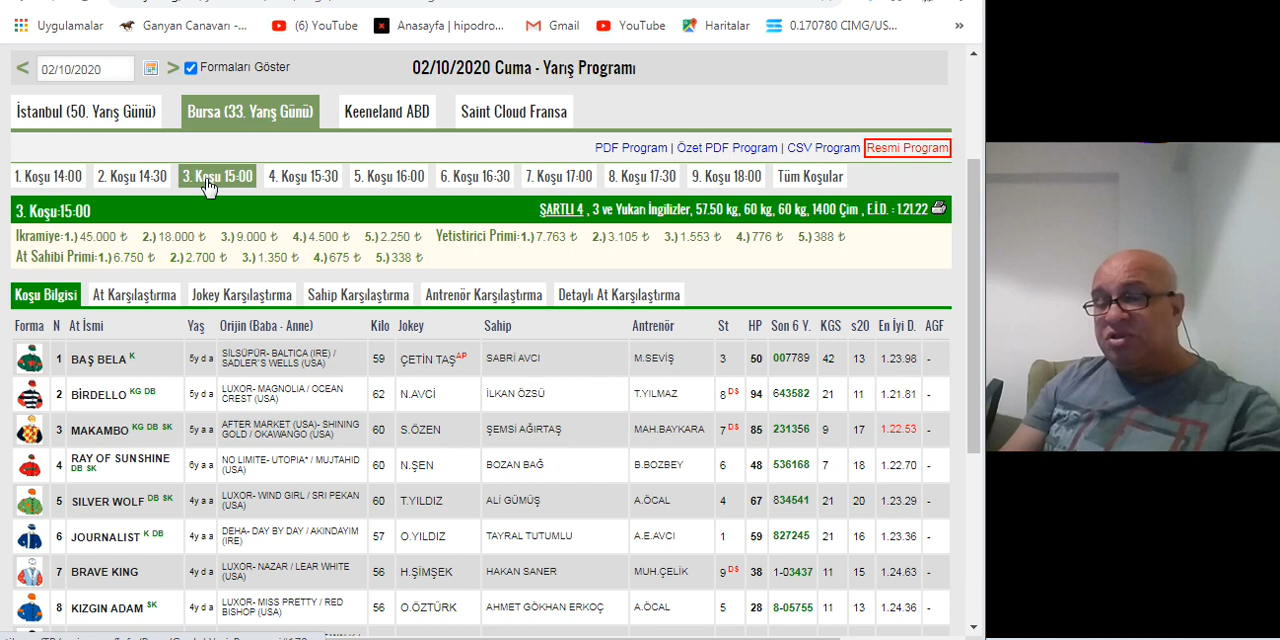 Uygulamalar Ganyan Canavarı -... (6) YouTube Anasayfa | hipodro... Gmail YouTube Haritalar 0.170780 CIMG/US... »
< 02/10/2020 > Formaları Göster 02/10/2020 Cuma - Yarış Programı
İstanbul (50. Yarış Günü) Bursa (33. Yarış Günü) Keeneland ABD Saint Cloud Fransa
PDF Program | Özet PDF Program | CSV Program Resmi Program
1. Koşu 14:00 2. Koşu 14:30 3. Koşu 15:00 4. Koşu 15:30 5. Koşu 16:00 6. Koşu 16:30 7. Koşu 17:00 8. Koşu 17:30 9. Koşu 18:00 Tüm Koşular
3. Koşu:15:00 ŞARTLI 4 , 3 ve Yukarı İngilizler, 57.50 kg, 60 kg, 60 kg, 1400 Çim , E.İ.D. : 1.21.22
İkramiye:1.) 45.000 ₺ 2.) 18.000 ₺ 3.) 9.000 ₺ 4.) 4.500 ₺ 5.) 2.250 ₺ Yetistirici Primi:1.) 7.763 ₺ 2.) 3.105 ₺ 3.) 1.553 ₺ 4.) 776 ₺ 5.) 388 ₺
At Sahibi Primi:1.) 6.750 ₺ 2.) 2.700 ₺ 3.) 1.350 ₺ 4.) 675 ₺ 5.) 338 ₺
Koşu Bilgisi At Karşılaştırma Jokey Karşılaştırma Sahip Karşılaştırma Antrenör Karşılaştırma Detaylı At Karşılaştırma
Forma N At İsmi Yaş Orijin (Baba - Anne) Kilo Jokey Sahip Antrenör St HP Son 6 Y. KGS s20 En İyi D. AGF
1 BAŞ BELA K 5y d a SİLSÜPÜR- BALTICA (IRE) / SADLER'S WELLS (USA) 59 ÇETİN TAŞ AP SABRİ AVCI M.SEVİŞ 3 50 007789 42 13 1.23.98 -
2 BİRDELLO KG DB 5y d a LUXOR- MAGNOLIA / OCEAN CREST (USA) 62 N.AVCİ İLKAN ÖZSÜ T.YILMAZ 8 DS 94 643582 21 11 1.21.81 -
3 MAKAMBO KG DB SK 5y a a AFTER MARKET (USA)- SHINING GOLD / OKAWANGO (USA) 60 S.ÖZEN ŞEMSİ AĞIRTAŞ MAH.BAYKARA 7 DS 85 231356 9 17 1.22.53 -
4 RAY OF SUNSHINE DB SK 6y a a NO LIMITE- UTOPIA* / MUJTAHID (USA) 60 N.ŞEN BOZAN BAĞ B.BOZBEY 6 48 536168 7 18 1.22.70 -
5 SILVER WOLF DB SK 4y a a LUXOR- WIND GIRL / SRI PEKAN (USA) 60 T.YILDIZ ALİ GÜMÜŞ A.ÖCAL 4 67 834541 21 20 1.23.29 -
6 JOURNALIST K DB 4y a a DEHA- DAY BY DAY / AKINDAYIM (IRE) 57 O.YILDIZ TAYRAL TUTUMLU A.E.AVCI 1 59 827245 21 16 1.23.36 -
7 BRAVE KING 4y d a LUXOR- NAZAR / LEAR WHITE (USA) 56 H.ŞİMŞEK HAKAN SANER MUH.ÇELİK 9 DS 38 1-03437 11 15 1.24.63 -
8 KIZGIN ADAM SK 4y d a LUXOR- MISS PRETTY / RED BISHOP (USA) 56 O.ÖZTÜRK AHMET GÖKHAN ERKOÇ A.ÖCAL 5 28 8-05755 11 13 1.24.36 -